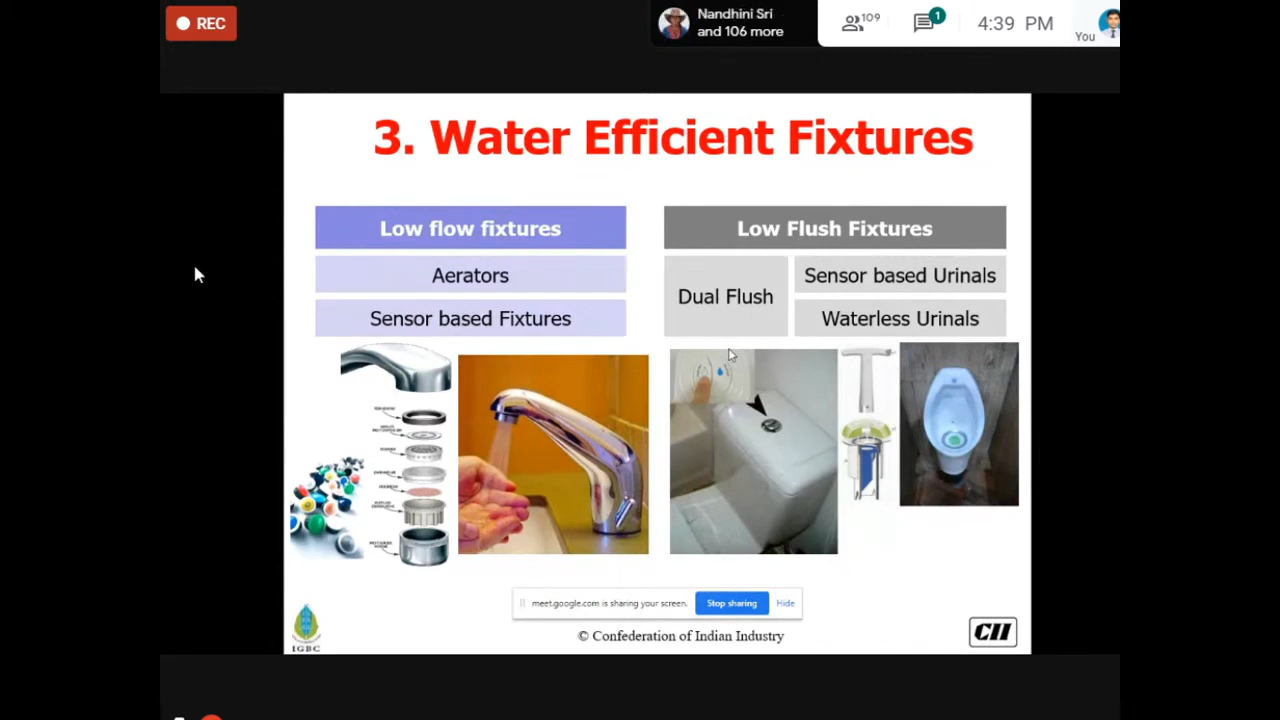 REC
Nandhini Sri
and 106 more
109
1
4:39 PM
You
3. Water Efficient Fixtures
Low flow fixtures
Aerators
Sensor based Fixtures
Low Flush Fixtures
Dual Flush
Sensor based Urinals
Waterless Urinals
meet.google.com is sharing your screen.
Stop sharing
Hide
© Confederation of Indian Industry
IGBC
CII